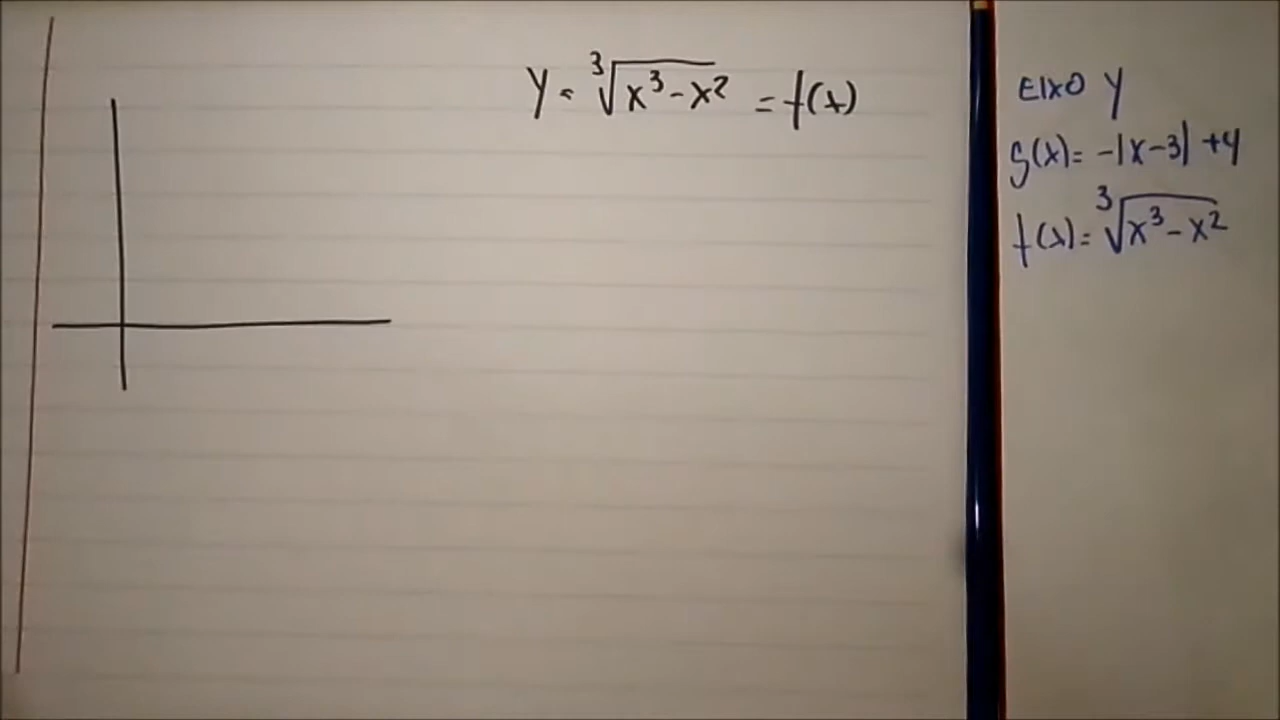 y = ∛(x³-x²) = f(x)
EIXO y
g(x)= -|x-3| +4
f(x)= ∛(x³-x²)